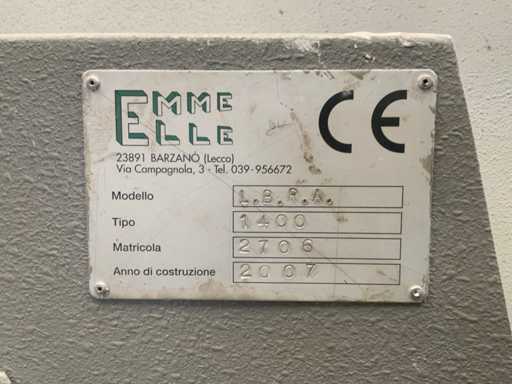 EMME
ELLE
CE
23891 BARZANÓ (Lecco)
Via Campagnola, 3 - Tel. 039-956672
Modello L.B.R.A.
Tipo 1400
Matricola 2706
Anno di costruzione 2007